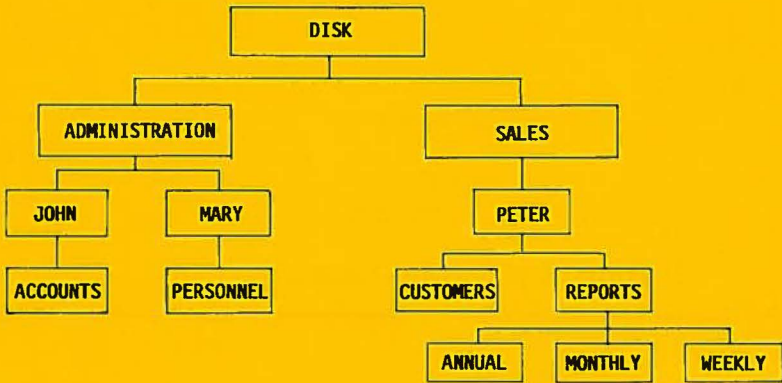 DISK
ADMINISTRATION SALES
JOHN MARY PETER
ACCOUNTS PERSONNEL CUSTOMERS REPORTS
ANNUAL MONTHLY WEEKLY